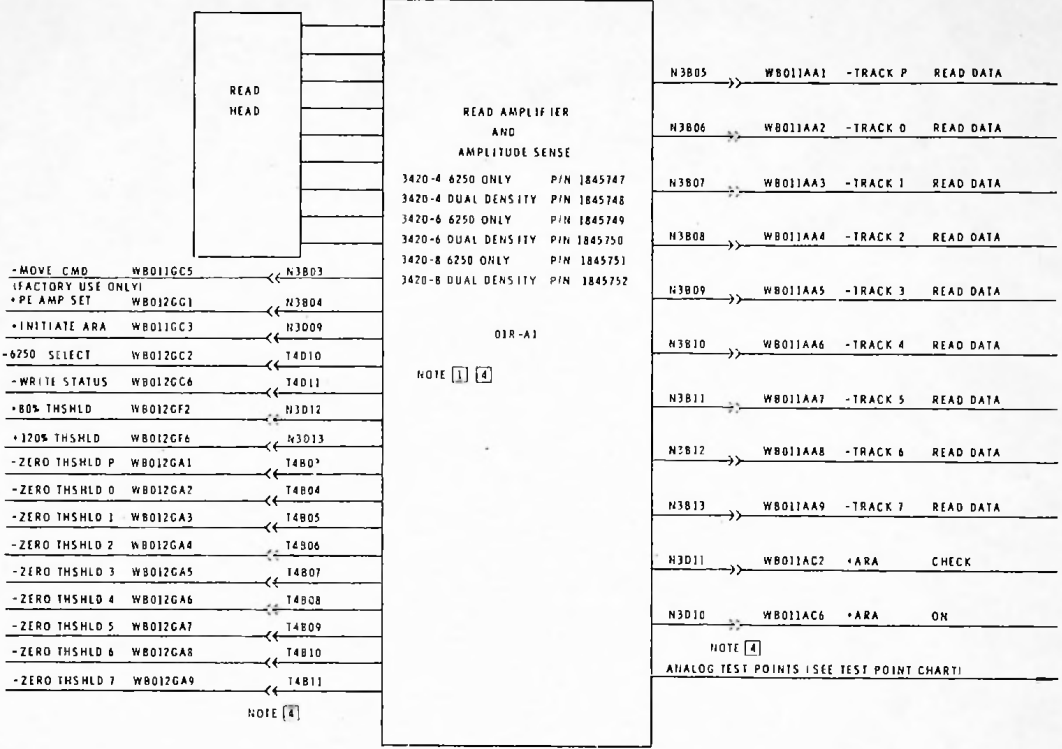 READ
HEAD
READ AMPLIFIER
AND
AMPLITUDE SENSE
3420-4 6250 ONLY P/N 1845747
3420-4 DUAL DENSITY P/N 1845748
3420-6 6250 ONLY P/N 1845749
3420-6 DUAL DENSITY P/N 1845750
3420-8 6250 ONLY P/N 1845751
3420-8 DUAL DENSITY P/N 1845752
01R-A1
NOTE 1 4
-MOVE CMD WB011GC5 N3B03
(FACTORY USE ONLY)
+PE AMP SET WB012GG1 N3B04
+INITIATE ARA WB011GC3 N3D09
-6250 SELECT WB012GC2 T4D10
-WRITE STATUS WB012GC6 T4D11
+80% THSHLD WB012GF2 N3D12
+120% THSHLD WB012GF6 N3D13
-ZERO THSHLD P WB012GA1
-ZERO THSHLD 0 WB012GA2 T4B04
-ZERO THSHLD 1 WB012GA3 T4B05
-ZERO THSHLD 2 WB012GA4 T4B06
-ZERO THSHLD 3 WB012GA5 T4B07
-ZERO THSHLD 4 WB012GA6 T4B08
-ZERO THSHLD 5 WB012GA7 T4B09
-ZERO THSHLD 6 WB012GA8 T4B10
-ZERO THSHLD 7 WB012GA9 T4B11
NOTE 4
N3B05 WB011AA1 -TRACK P READ DATA
N3B06 WB011AA2 -TRACK 0 READ DATA
N3B07 WB011AA3 -TRACK 1 READ DATA
N3B08 WB011AA4 -TRACK 2 READ DATA
N3B09 WB011AA5 -TRACK 3 READ DATA
N3B10 WB011AA6 -TRACK 4 READ DATA
N3B11 WB011AA7 -TRACK 5 READ DATA
N3B12 WB011AA8 -TRACK 6 READ DATA
N3B13 WB011AA9 -TRACK 7 READ DATA
N3D11 WB011AC2 +ARA CHECK
N3D10 WB011AC6 +ARA ON
NOTE 4
ANALOG TEST POINTS (SEE TEST POINT CHART)